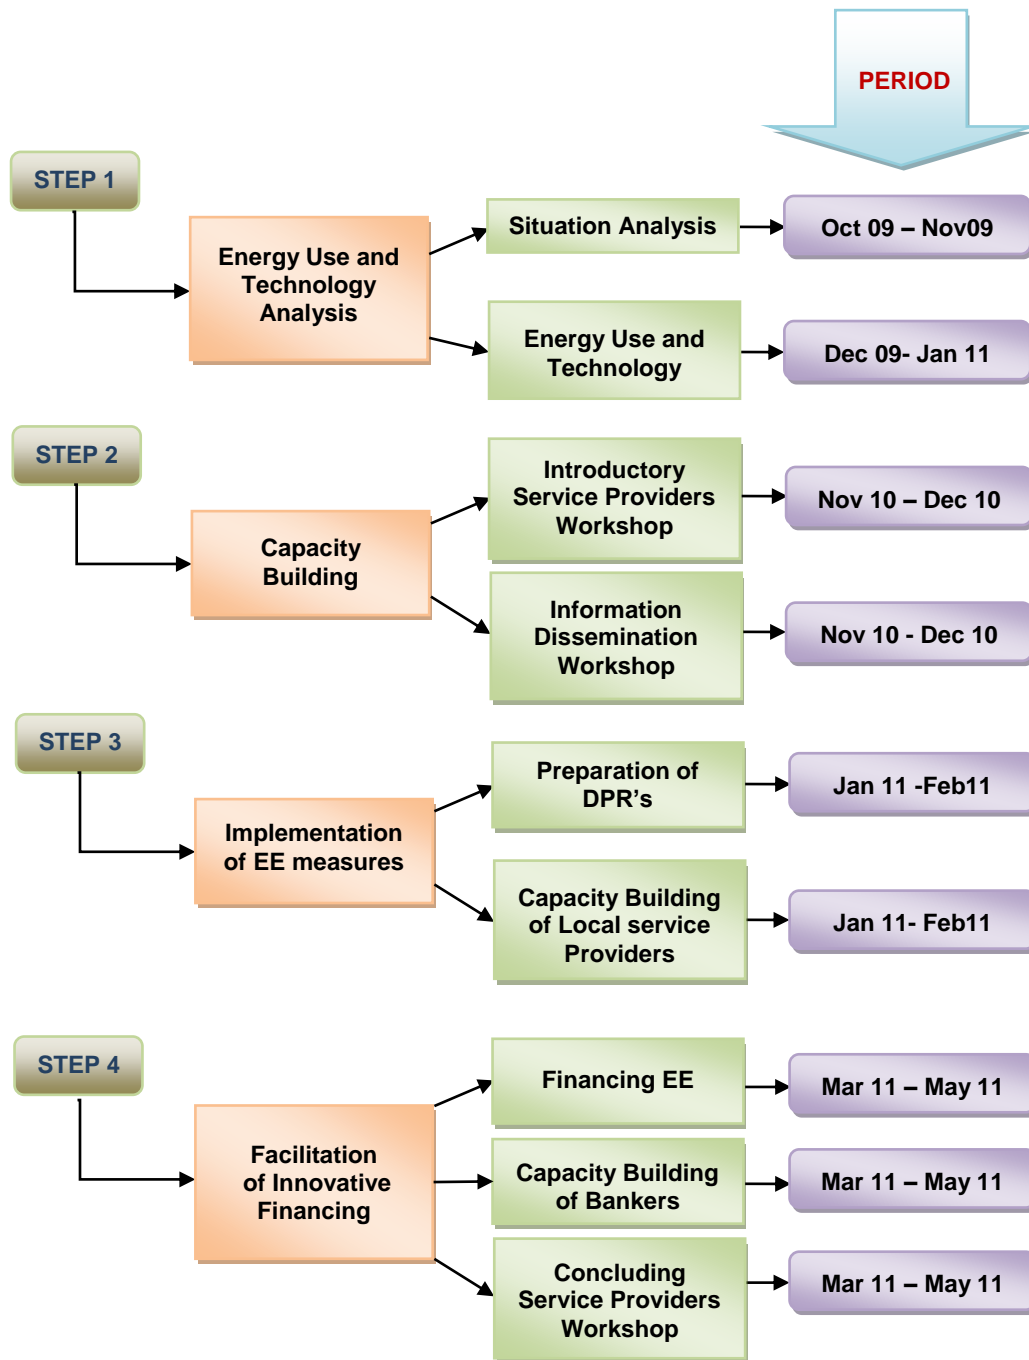 PERIOD
STEP 1
Energy Use and
Technology
Analysis
Situation Analysis
Oct 09 – Nov09
Energy Use and
Technology
Dec 09- Jan 11
STEP 2
Capacity
Building
Introductory
Service Providers
Workshop
Nov 10 – Dec 10
Information
Dissemination
Workshop
Nov 10 - Dec 10
STEP 3
Implementation
of EE measures
Preparation of
DPR's
Jan 11 -Feb11
Capacity Building
of Local service
Providers
Jan 11- Feb11
STEP 4
Facilitation
of Innovative
Financing
Financing EE
Mar 11 – May 11
Capacity Building
of Bankers
Mar 11 – May 11
Concluding
Service Providers
Workshop
Mar 11 – May 11